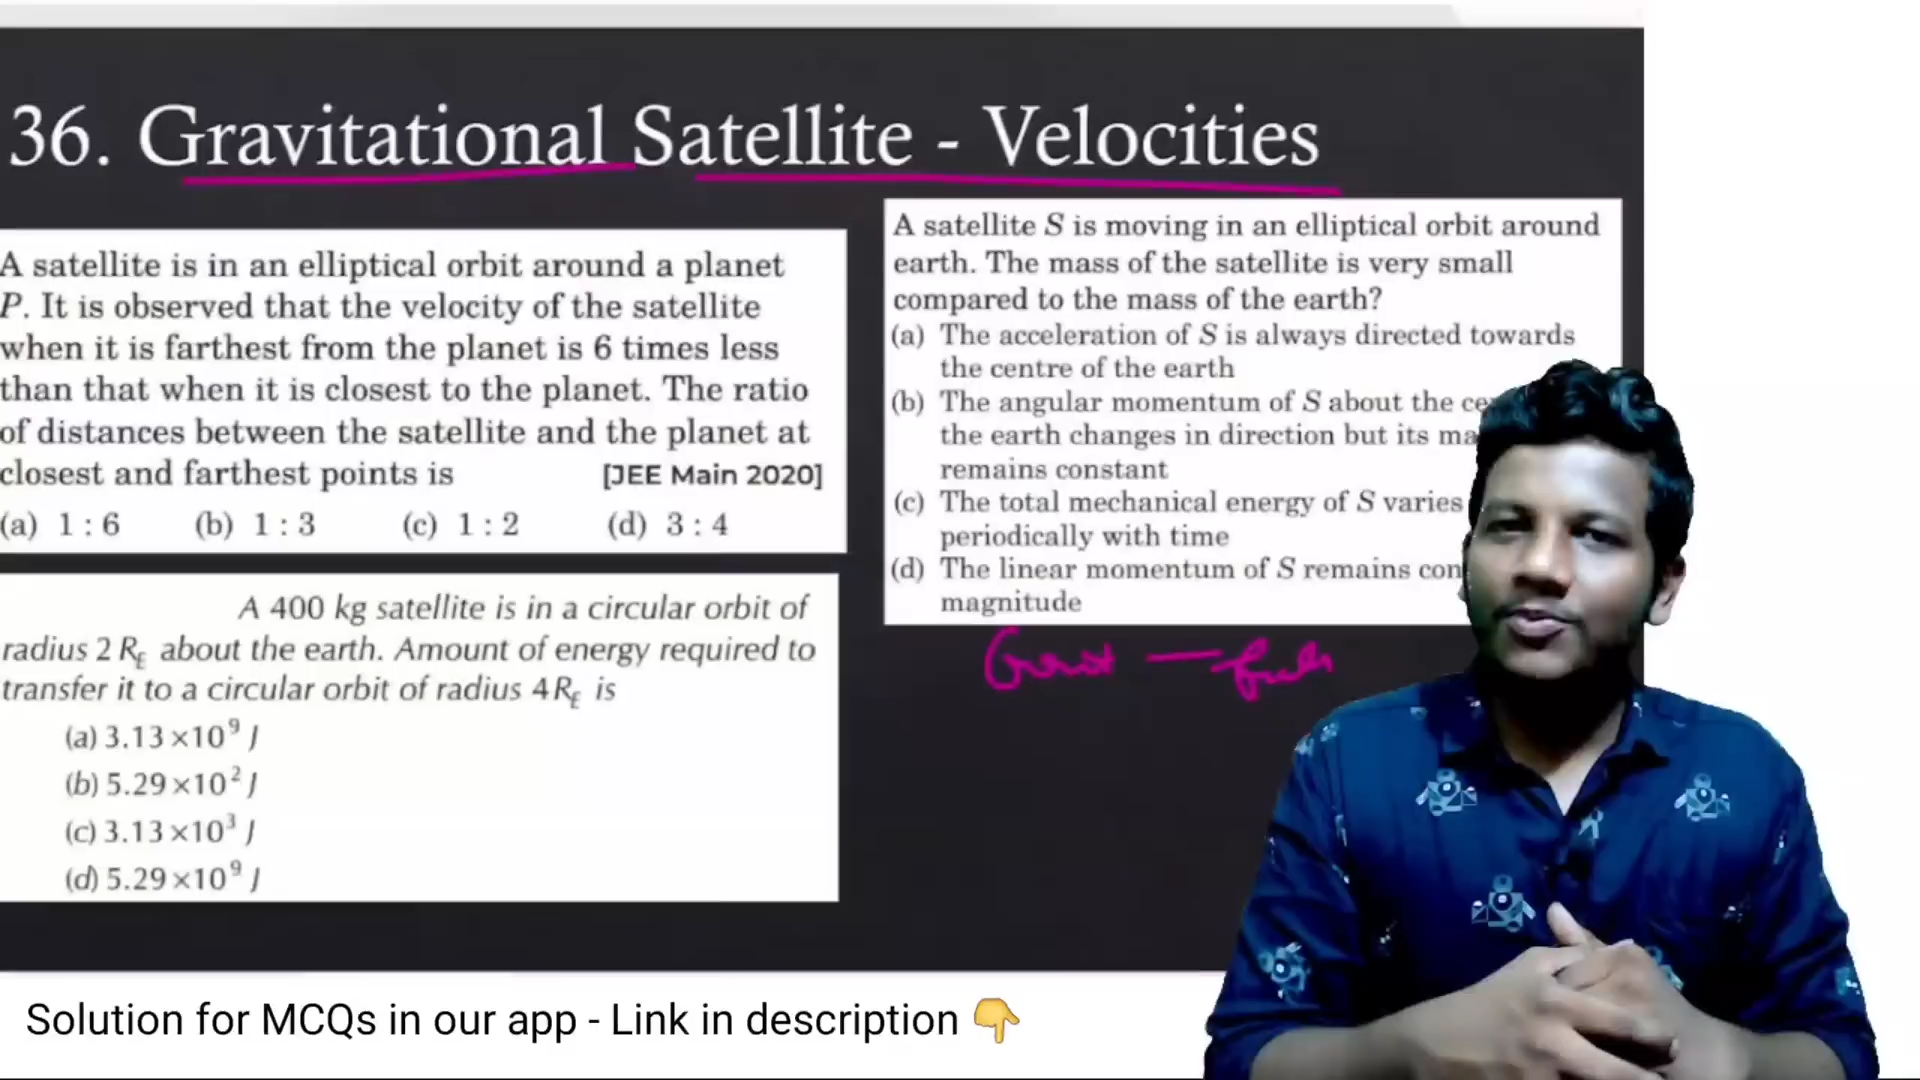 36. Gravitational Satellite - Velocities
A satellite is in an elliptical orbit around a planet
P. It is observed that the velocity of the satellite
when it is farthest from the planet is 6 times less
than that when it is closest to the planet. The ratio
of distances between the satellite and the planet at
closest and farthest points is [JEE Main 2020]
(a) 1 : 6 (b) 1 : 3 (c) 1 : 2 (d) 3 : 4
A 400 kg satellite is in a circular orbit of
radius 2 R_E about the earth. Amount of energy required to
transfer it to a circular orbit of radius 4 R_E is
(a) 3.13 ×10⁹ J
(b) 5.29 ×10² J
(c) 3.13 ×10³ J
(d) 5.29 ×10⁹ J
A satellite S is moving in an elliptical orbit around
earth. The mass of the satellite is very small
compared to the mass of the earth?
(a) The acceleration of S is always directed towards
the centre of the earth
(b) The angular momentum of S about the
the earth changes in direction but its
remains constant
(c) The total mechanical energy of S varies
periodically with time
(d) The linear momentum of S remains
magnitude
Solution for MCQs in our app - Link in description 👇